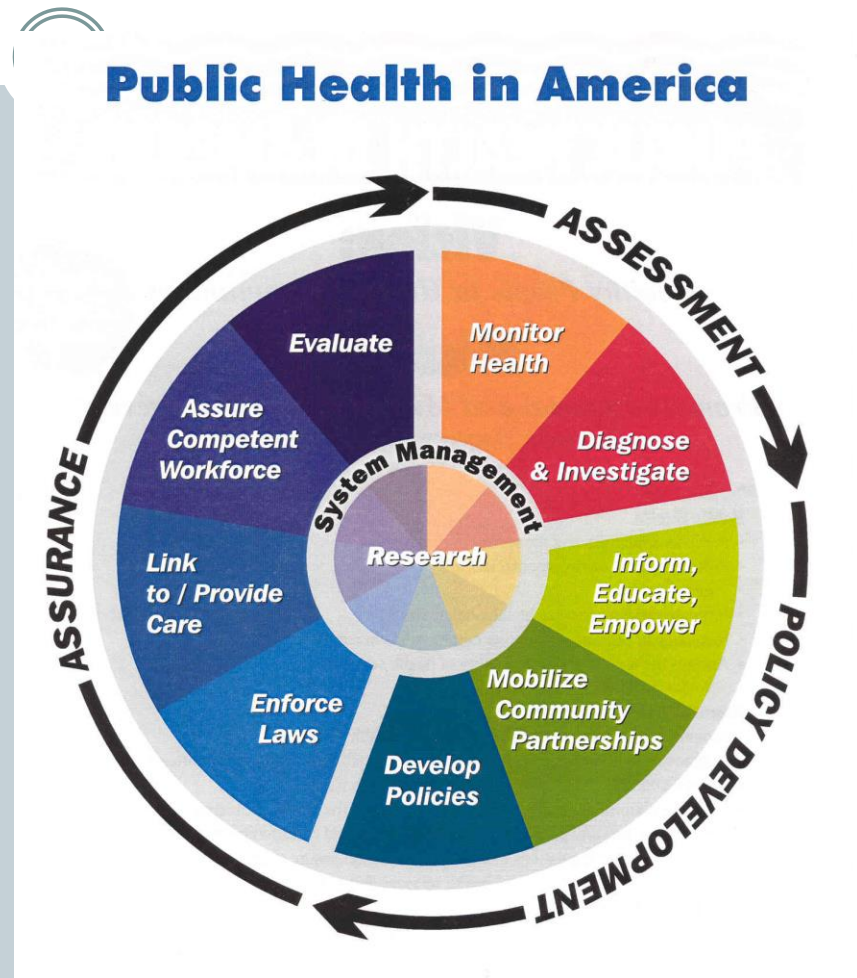 Public Health in America
ASSESSMENT
Monitor
Health
Diagnose
& Investigate
Inform,
Educate,
Empower
Mobilize
Community
Partnerships
POLICY DEVELOPMENT
Develop
Policies
Enforce
Laws
Link
to / Provide
Care
Assure
Competent
Workforce
Evaluate
ASSURANCE
System Management
Research